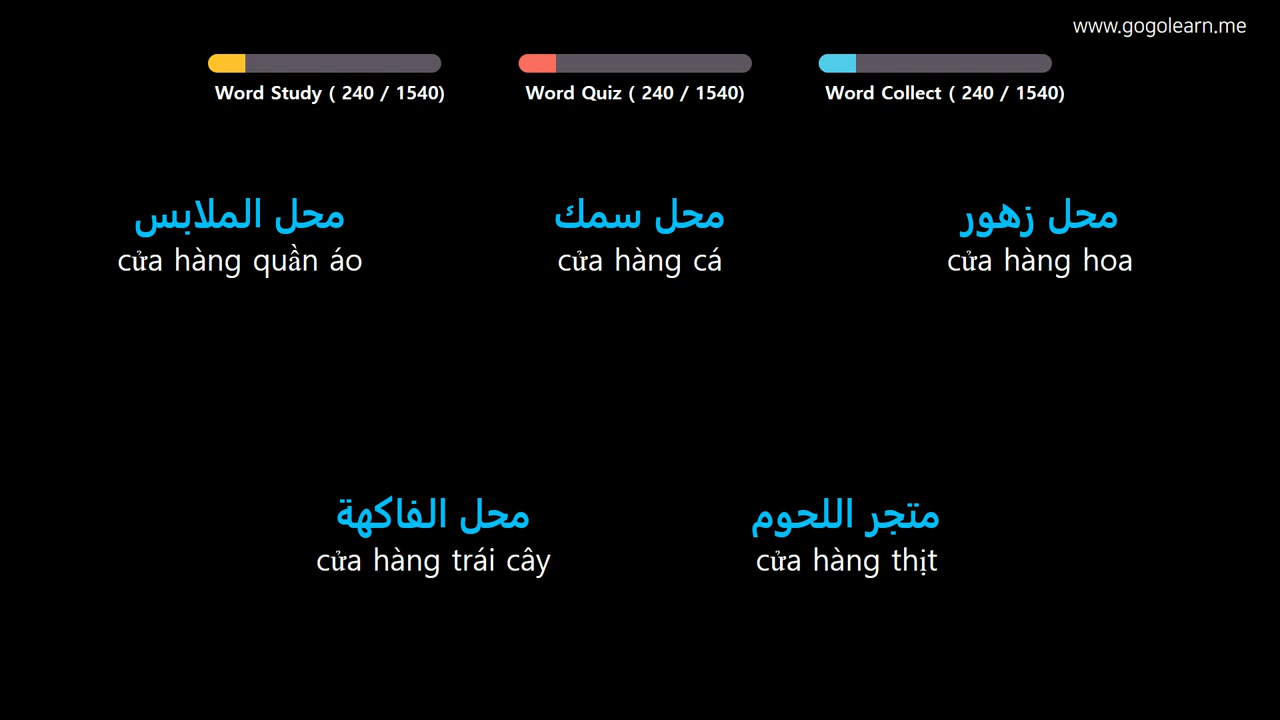 www.gogolearn.me
Word Study ( 240 / 1540)
Word Quiz ( 240 / 1540)
Word Collect ( 240 / 1540)
محل الملابس
cửa hàng quần áo
محل سمك
cửa hàng cá
محل زهور
cửa hàng hoa
محل الفاكهة
cửa hàng trái cây
متجر اللحوم
cửa hàng thịt